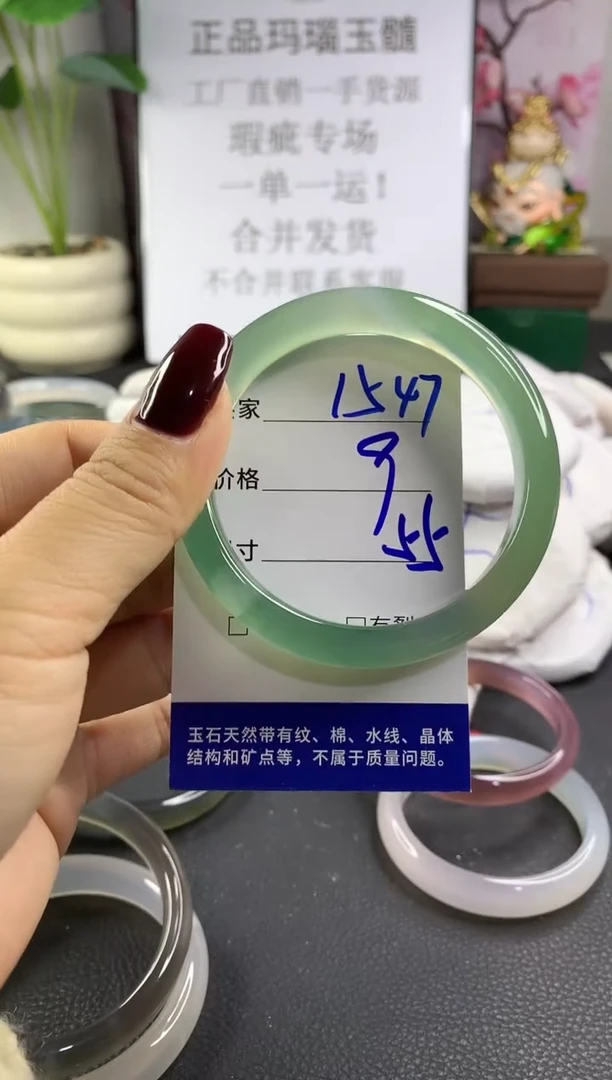 正品玛瑙玉髓
工厂直销一手货源
瑕疵专场
一单一运！
合并发货
不合并联系客服
家 1547
价格
寸 55
玉石天然带有纹、棉、水线、晶体
结构和矿点等，不属于质量问题。